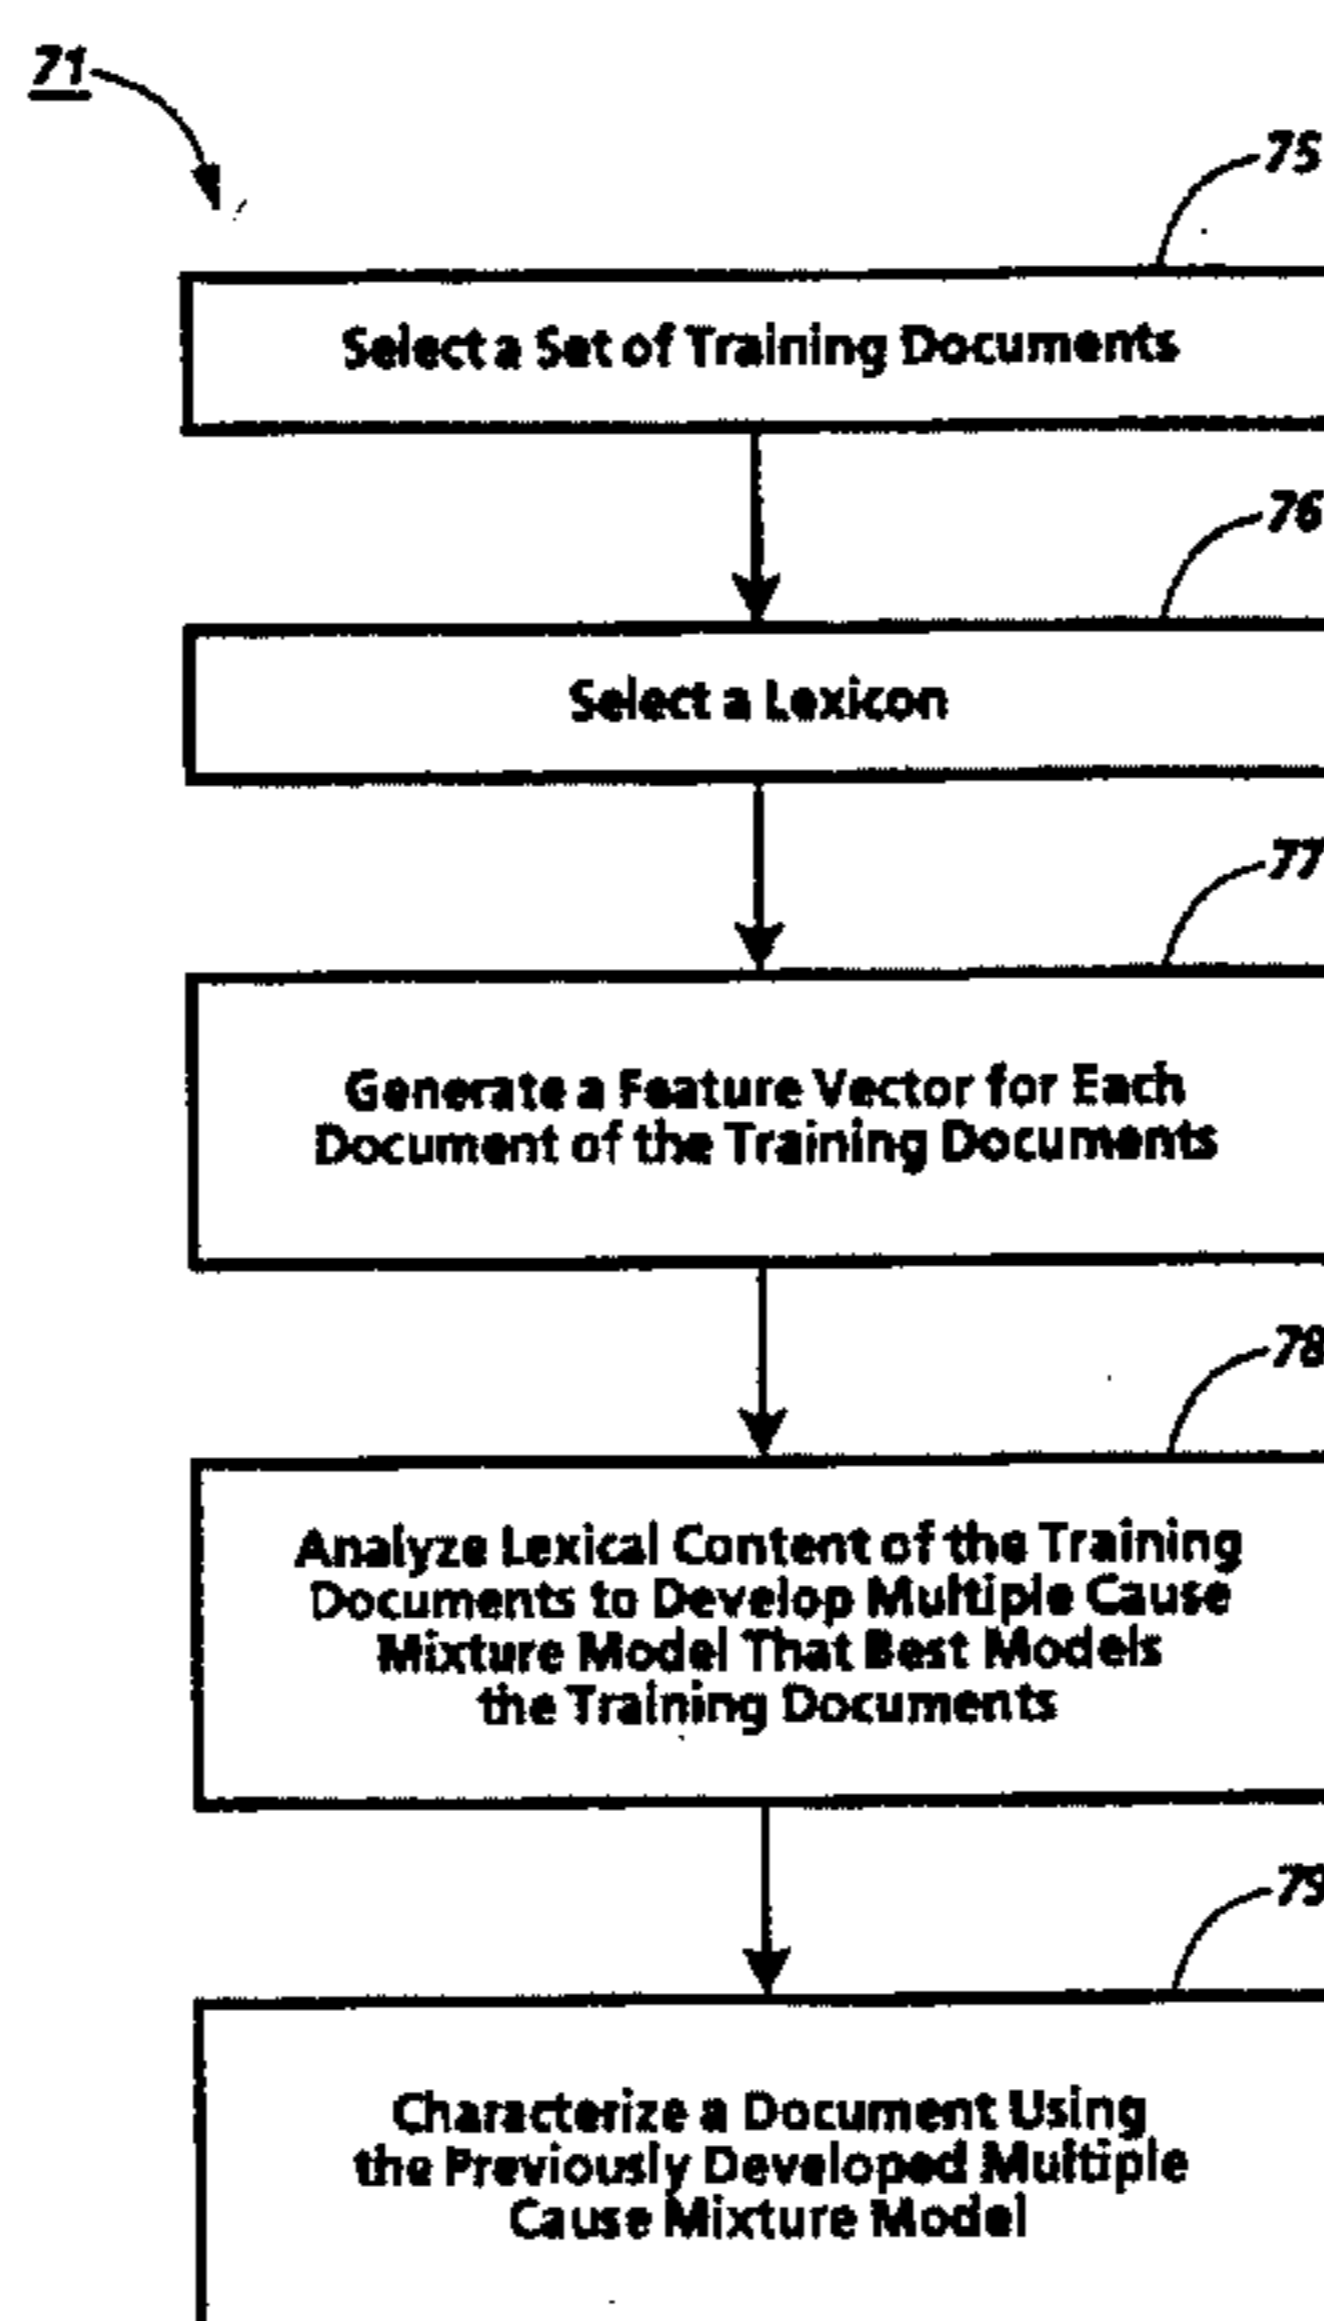 71
75
Select a Set of Training Documents
76
Select a Lexicon
77
Generate a Feature Vector for Each
Document of the Training Documents
78
Analyze Lexical Content of the Training
Documents to Develop Multiple Cause
Mixture Model That Best Models
the Training Documents
79
Characterize a Document Using
the Previously Developed Multiple
Cause Mixture Model